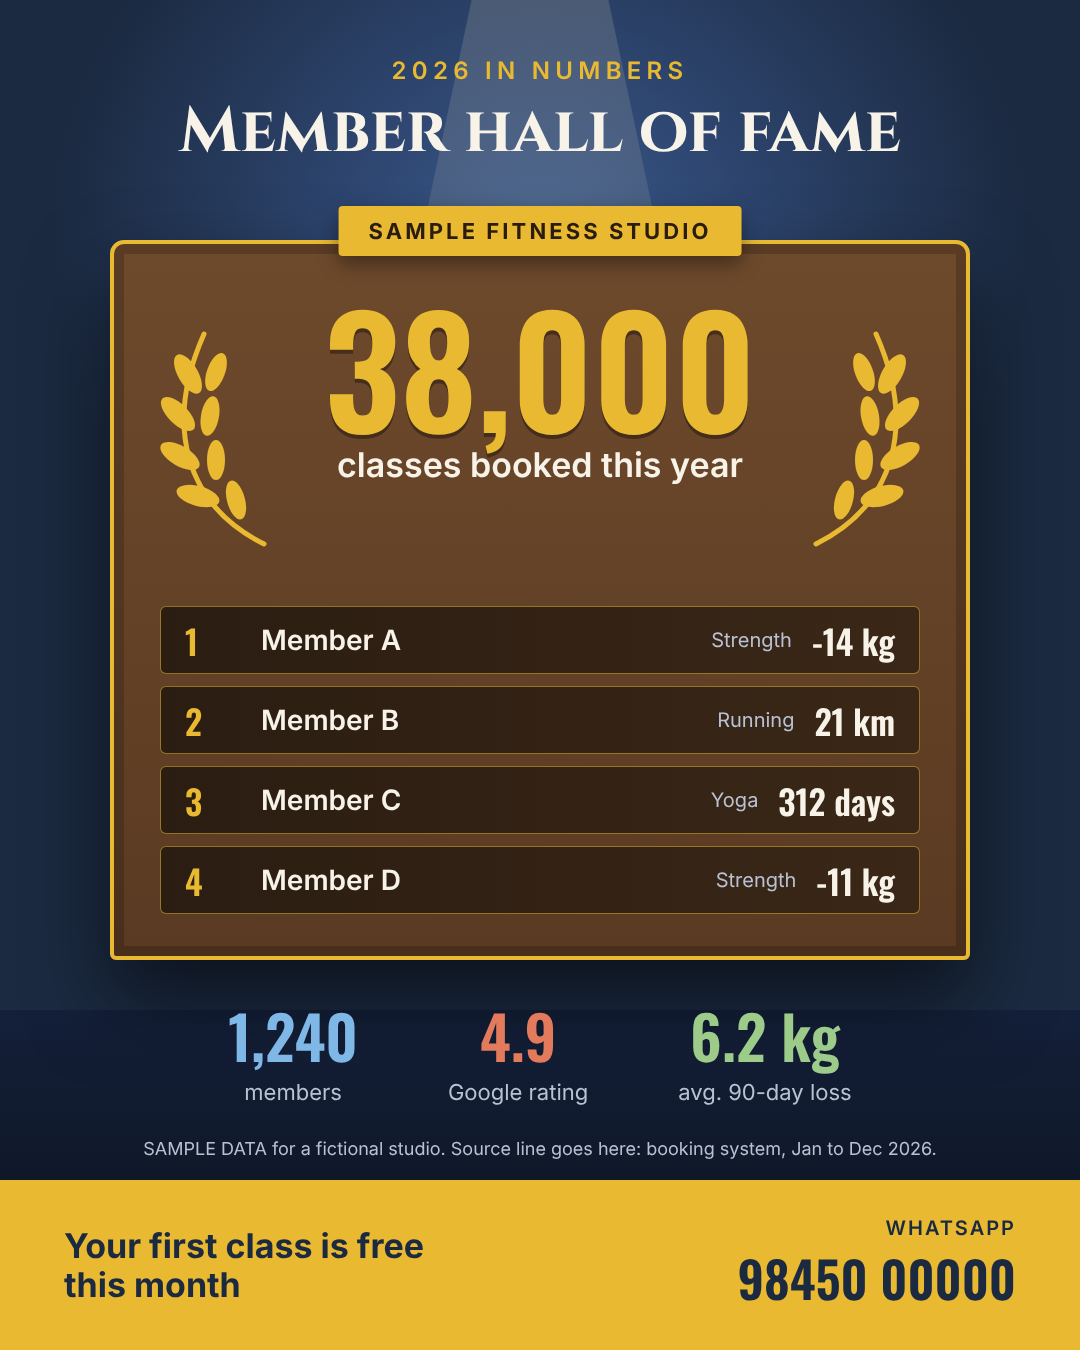 2026 IN NUMBERS
MEMBER HALL OF FAME
SAMPLE FITNESS STUDIO
38,000
classes booked this year
1 Member A Strength -14 kg
2 Member B Running 21 km
3 Member C Yoga 312 days
4 Member D Strength -11 kg
1,240 4.9 6.2 kg
members Google rating avg. 90-day loss
SAMPLE DATA for a fictional studio. Source line goes here: booking system, Jan to Dec 2026.
Your first class is free
this month
WHATSAPP
98450 00000